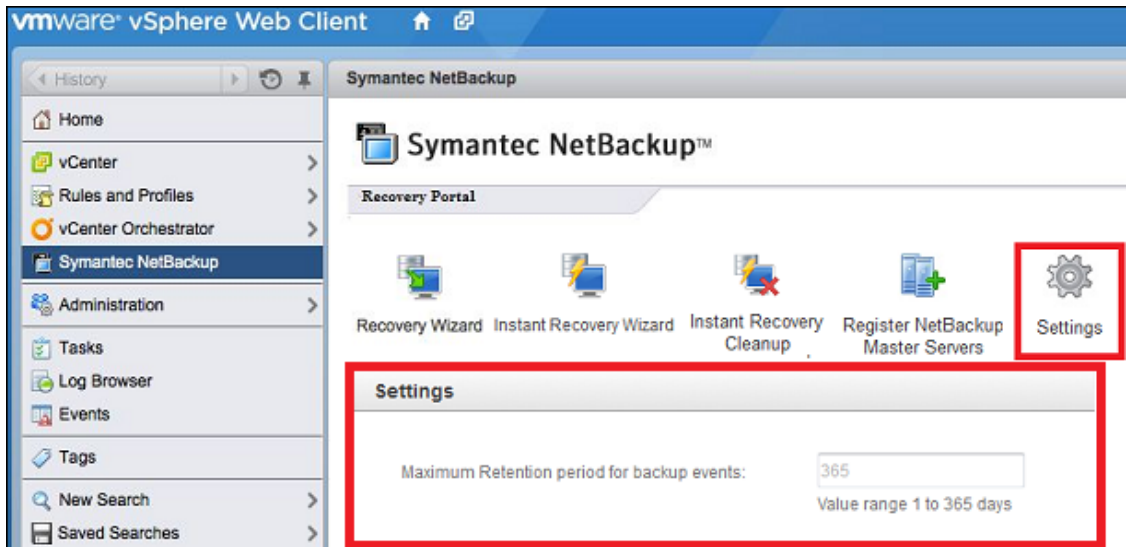 vmware® vSphere Web Client
History
Symantec NetBackup
Home
vCenter
Rules and Profiles
vCenter Orchestrator
Symantec NetBackup
Administration
Tasks
Log Browser
Events
Tags
New Search
Saved Searches
Symantec NetBackup™
Recovery Portal
Recovery Wizard
Instant Recovery Wizard
Instant Recovery
Cleanup
Register NetBackup
Master Servers
Settings
Settings
Maximum Retention period for backup events:
365
Value range 1 to 365 days